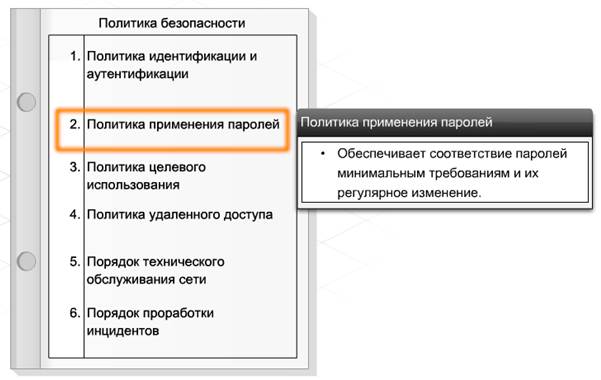 Политика безопасности
1. Политика идентификации и
аутентификации
2. Политика применения паролей
3. Политика целевого
использования
4. Политика удаленного доступа
5. Порядок технического
обслуживания сети
6. Порядок проработки
инцидентов
Политика применения паролей
• Обеспечивает соответствие паролей
минимальным требованиям и их
регулярное изменение.